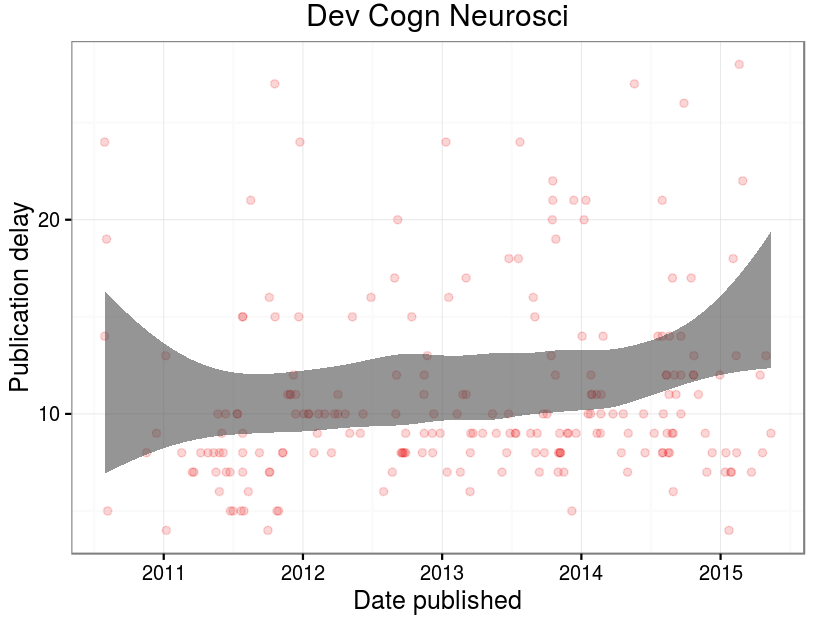 Dev Cogn Neurosci
Publication delay
20
10
2011 2012 2013 2014 2015
Date published